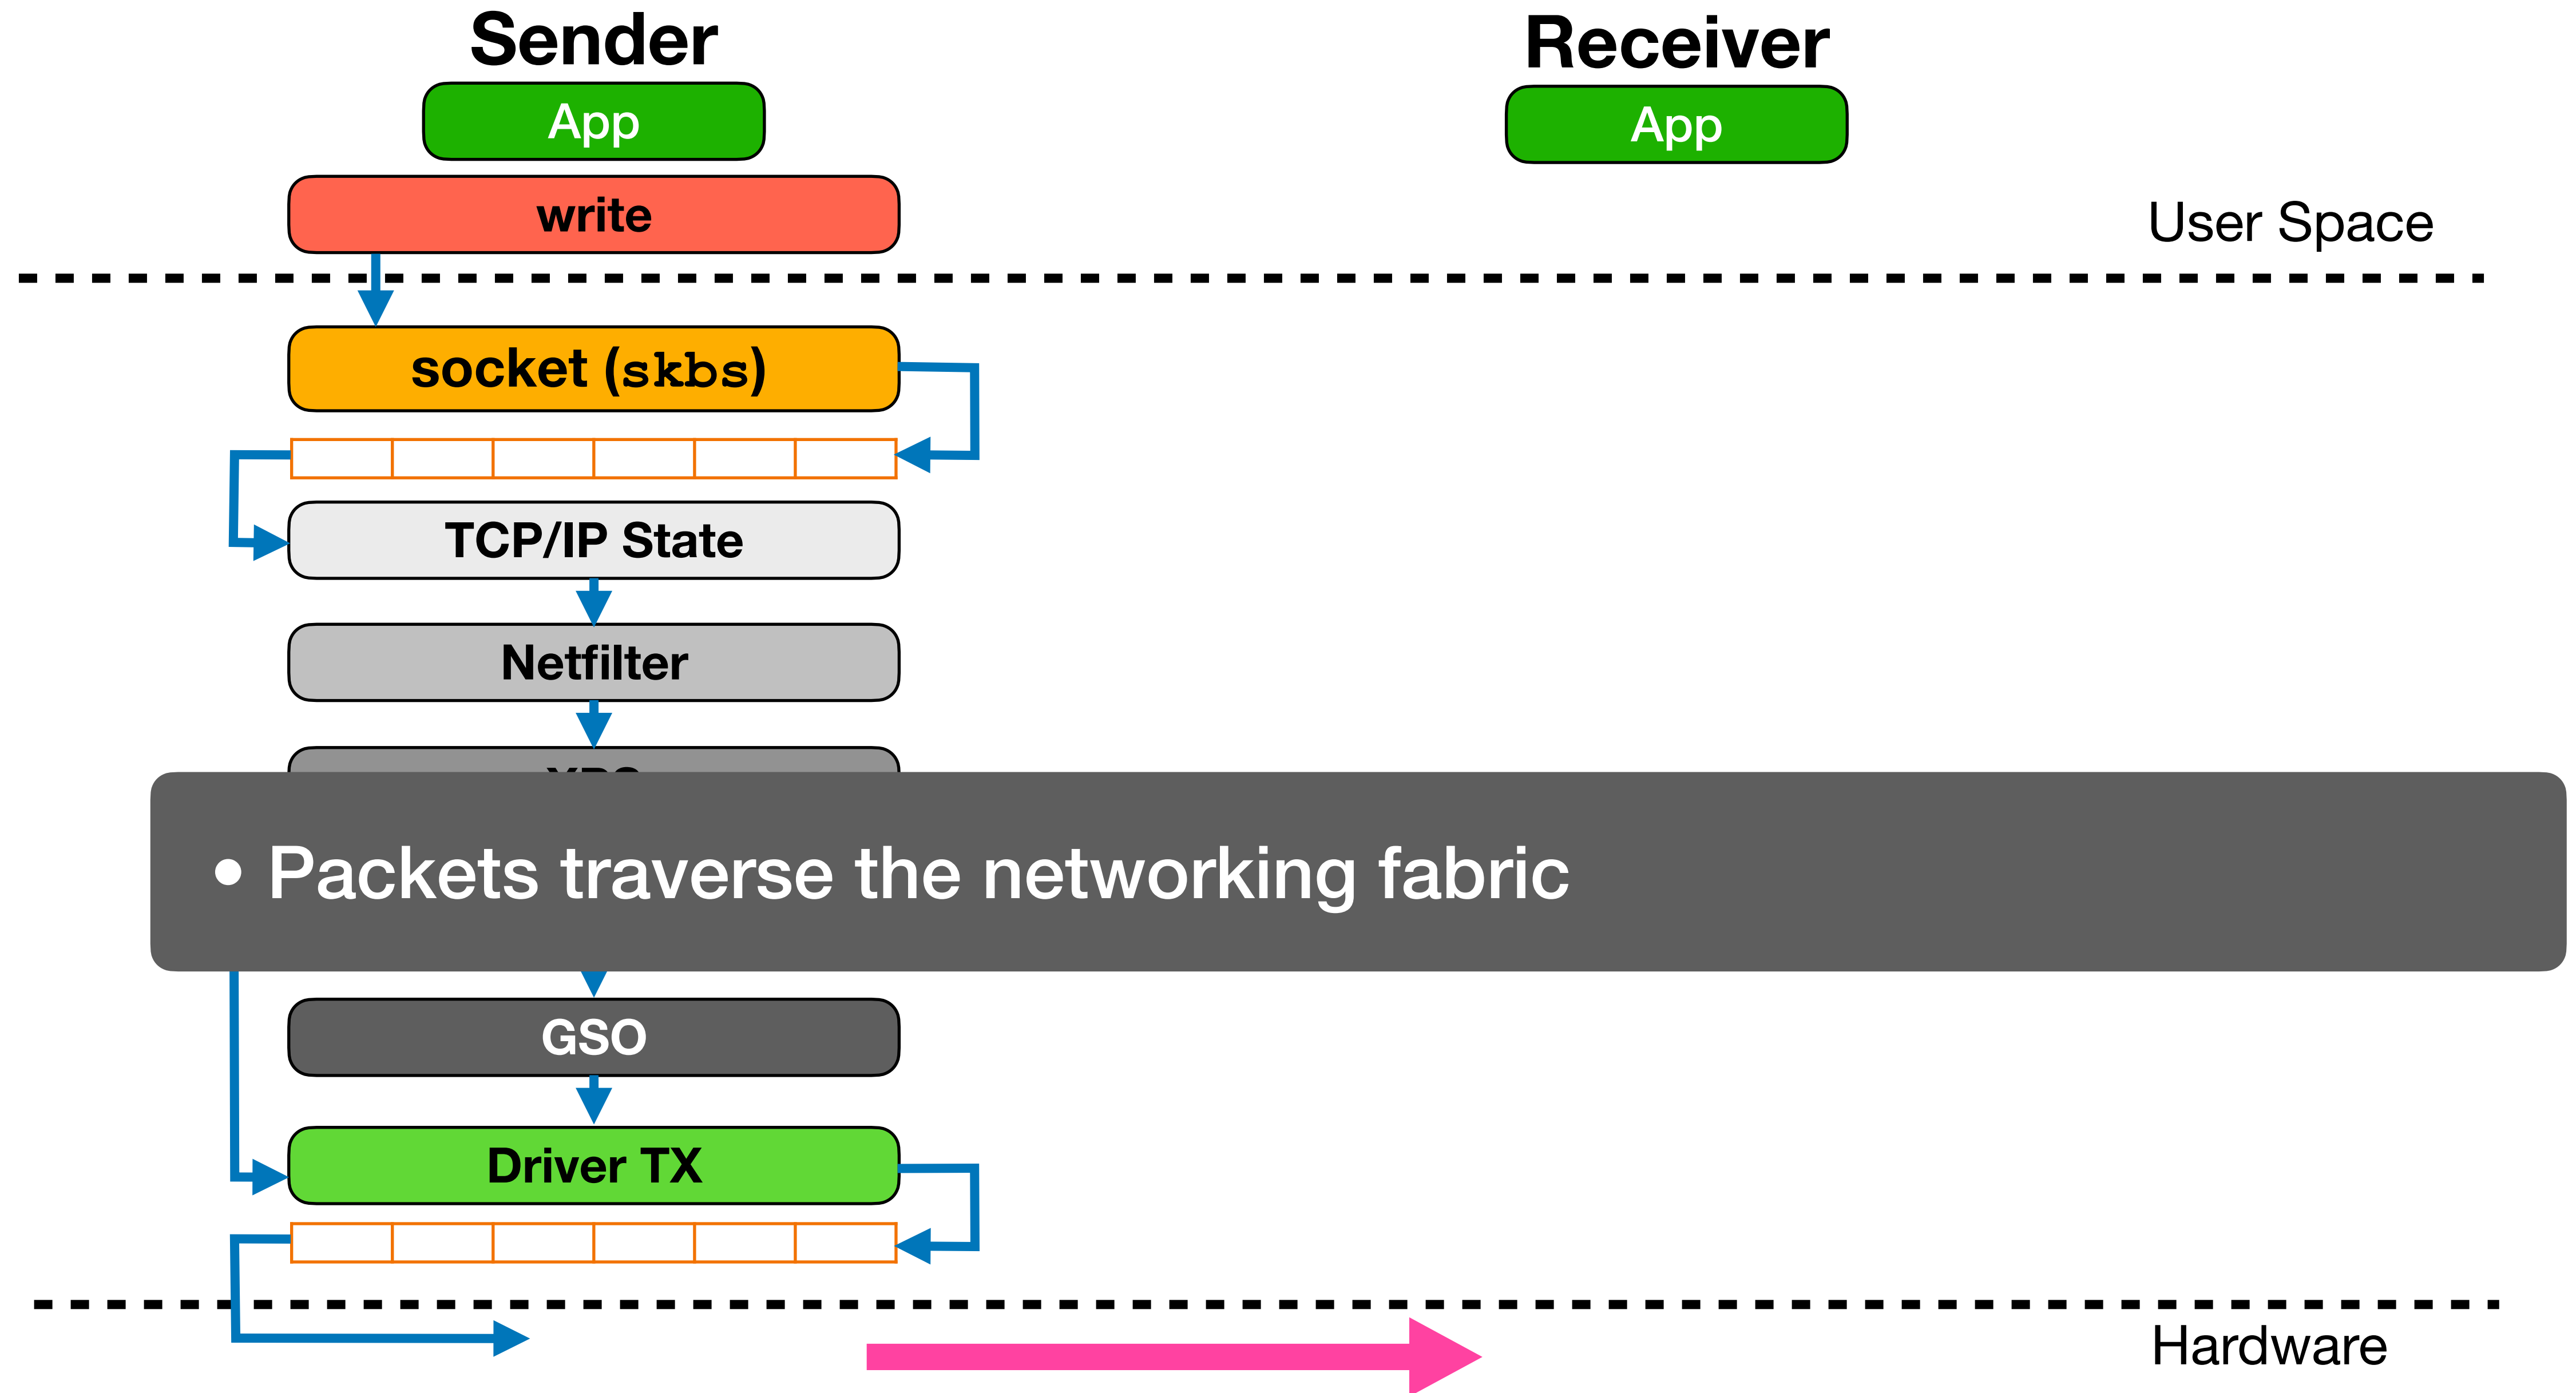 Sender
Receiver
App
App
write
User Space
socket (skbs)
TCP/IP State
Netfilter
• Packets traverse the networking fabric
GSO
Driver TX
Hardware